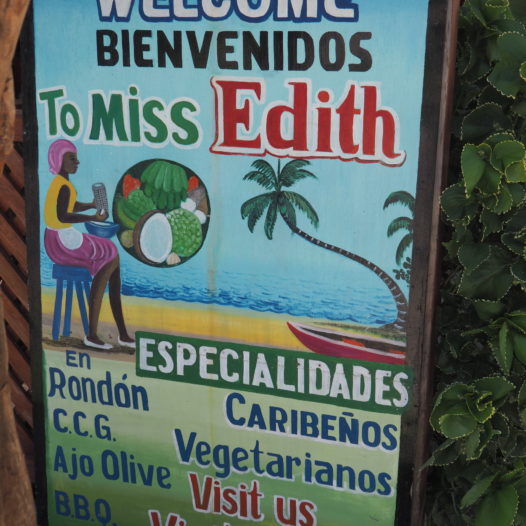 WELCOME
BIENVENIDOS
To Miss Edith
ESPECIALIDADES
EN
Rondón
C.C.G.
Ajo Olive
B.B.Q.
CARIBEÑOS
Vegetarianos
Visit us